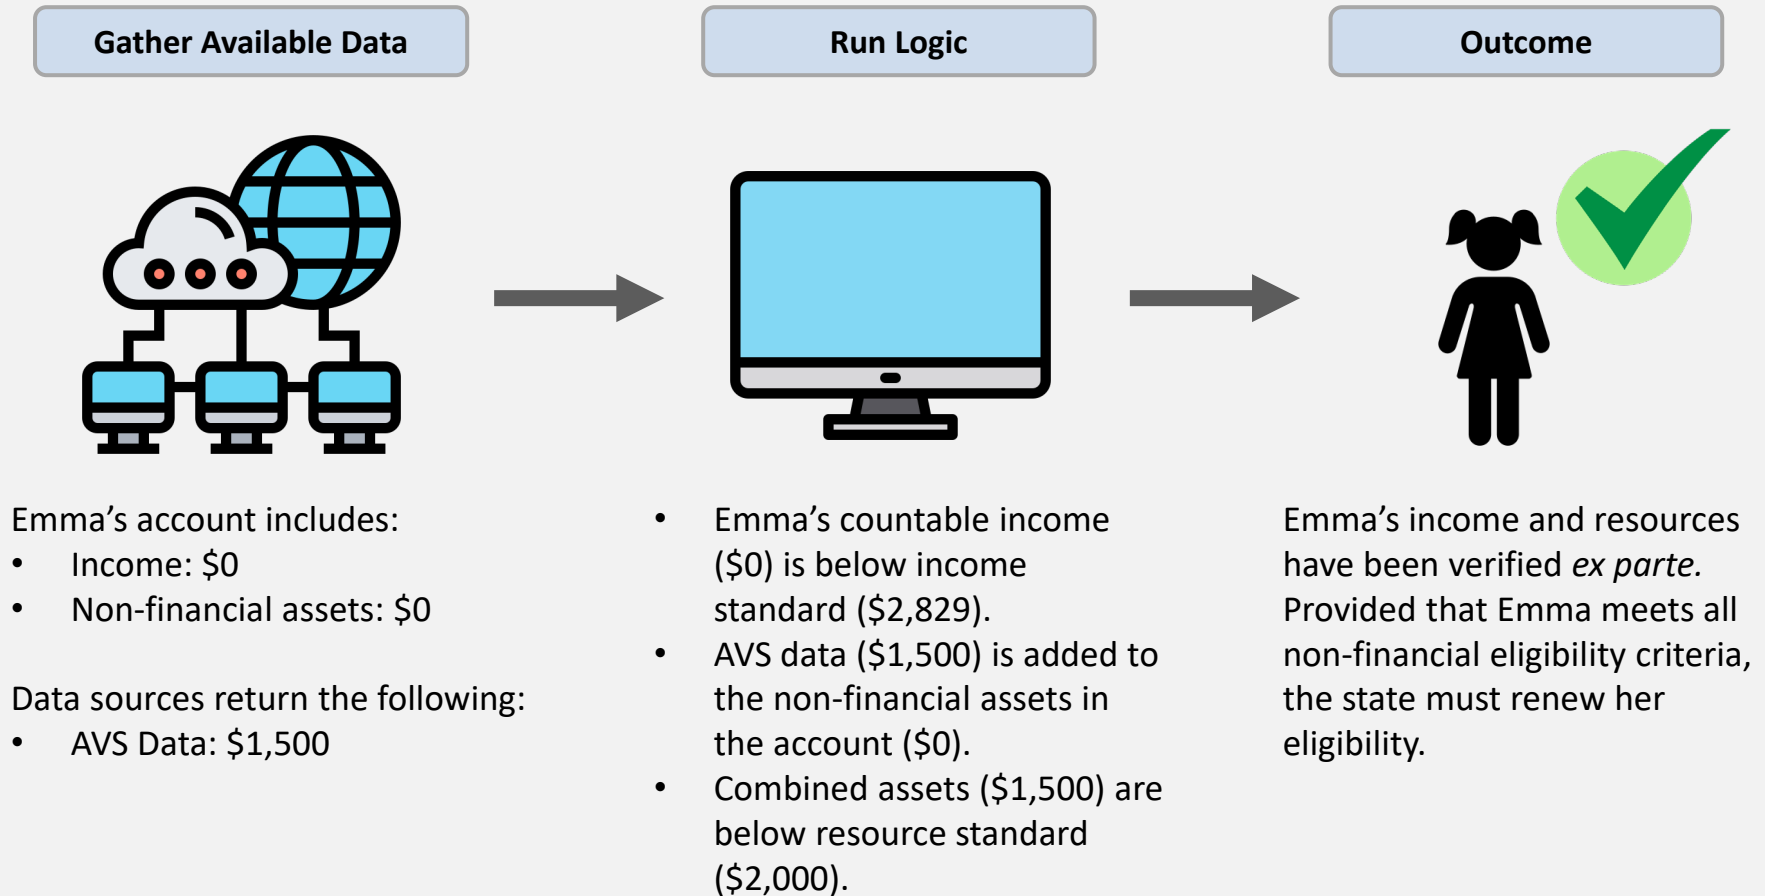 Gather Available Data
Run Logic
Outcome
Emma’s account includes:
• Income: $0
• Non-financial assets: $0
Data sources return the following:
• AVS Data: $1,500
• Emma’s countable income
($0) is below income
standard ($2,829).
• AVS data ($1,500) is added to
the non-financial assets in
the account ($0).
• Combined assets ($1,500) are
below resource standard
($2,000).
Emma’s income and resources
have been verified ex parte.
Provided that Emma meets all
non-financial eligibility criteria,
the state must renew her
eligibility.